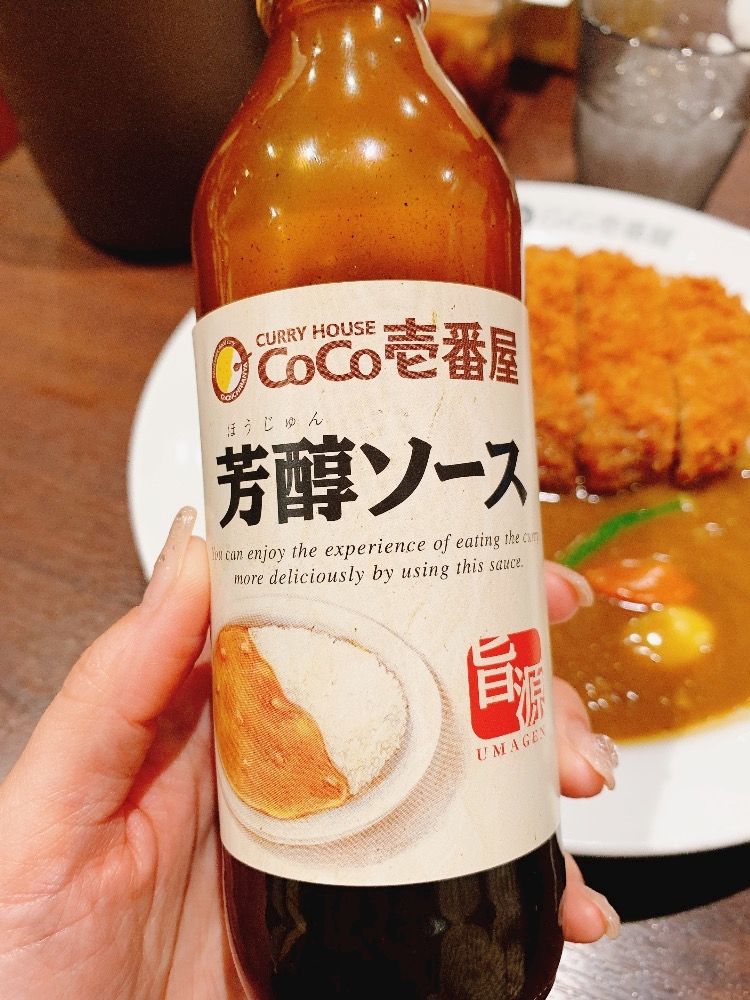 CURRY HOUSE
CoCo壱番屋
ほうじゅん
芳醇ソース
You can enjoy the experience of eating the curry
more deliciously by using this sauce.
旨源
UMAGEN